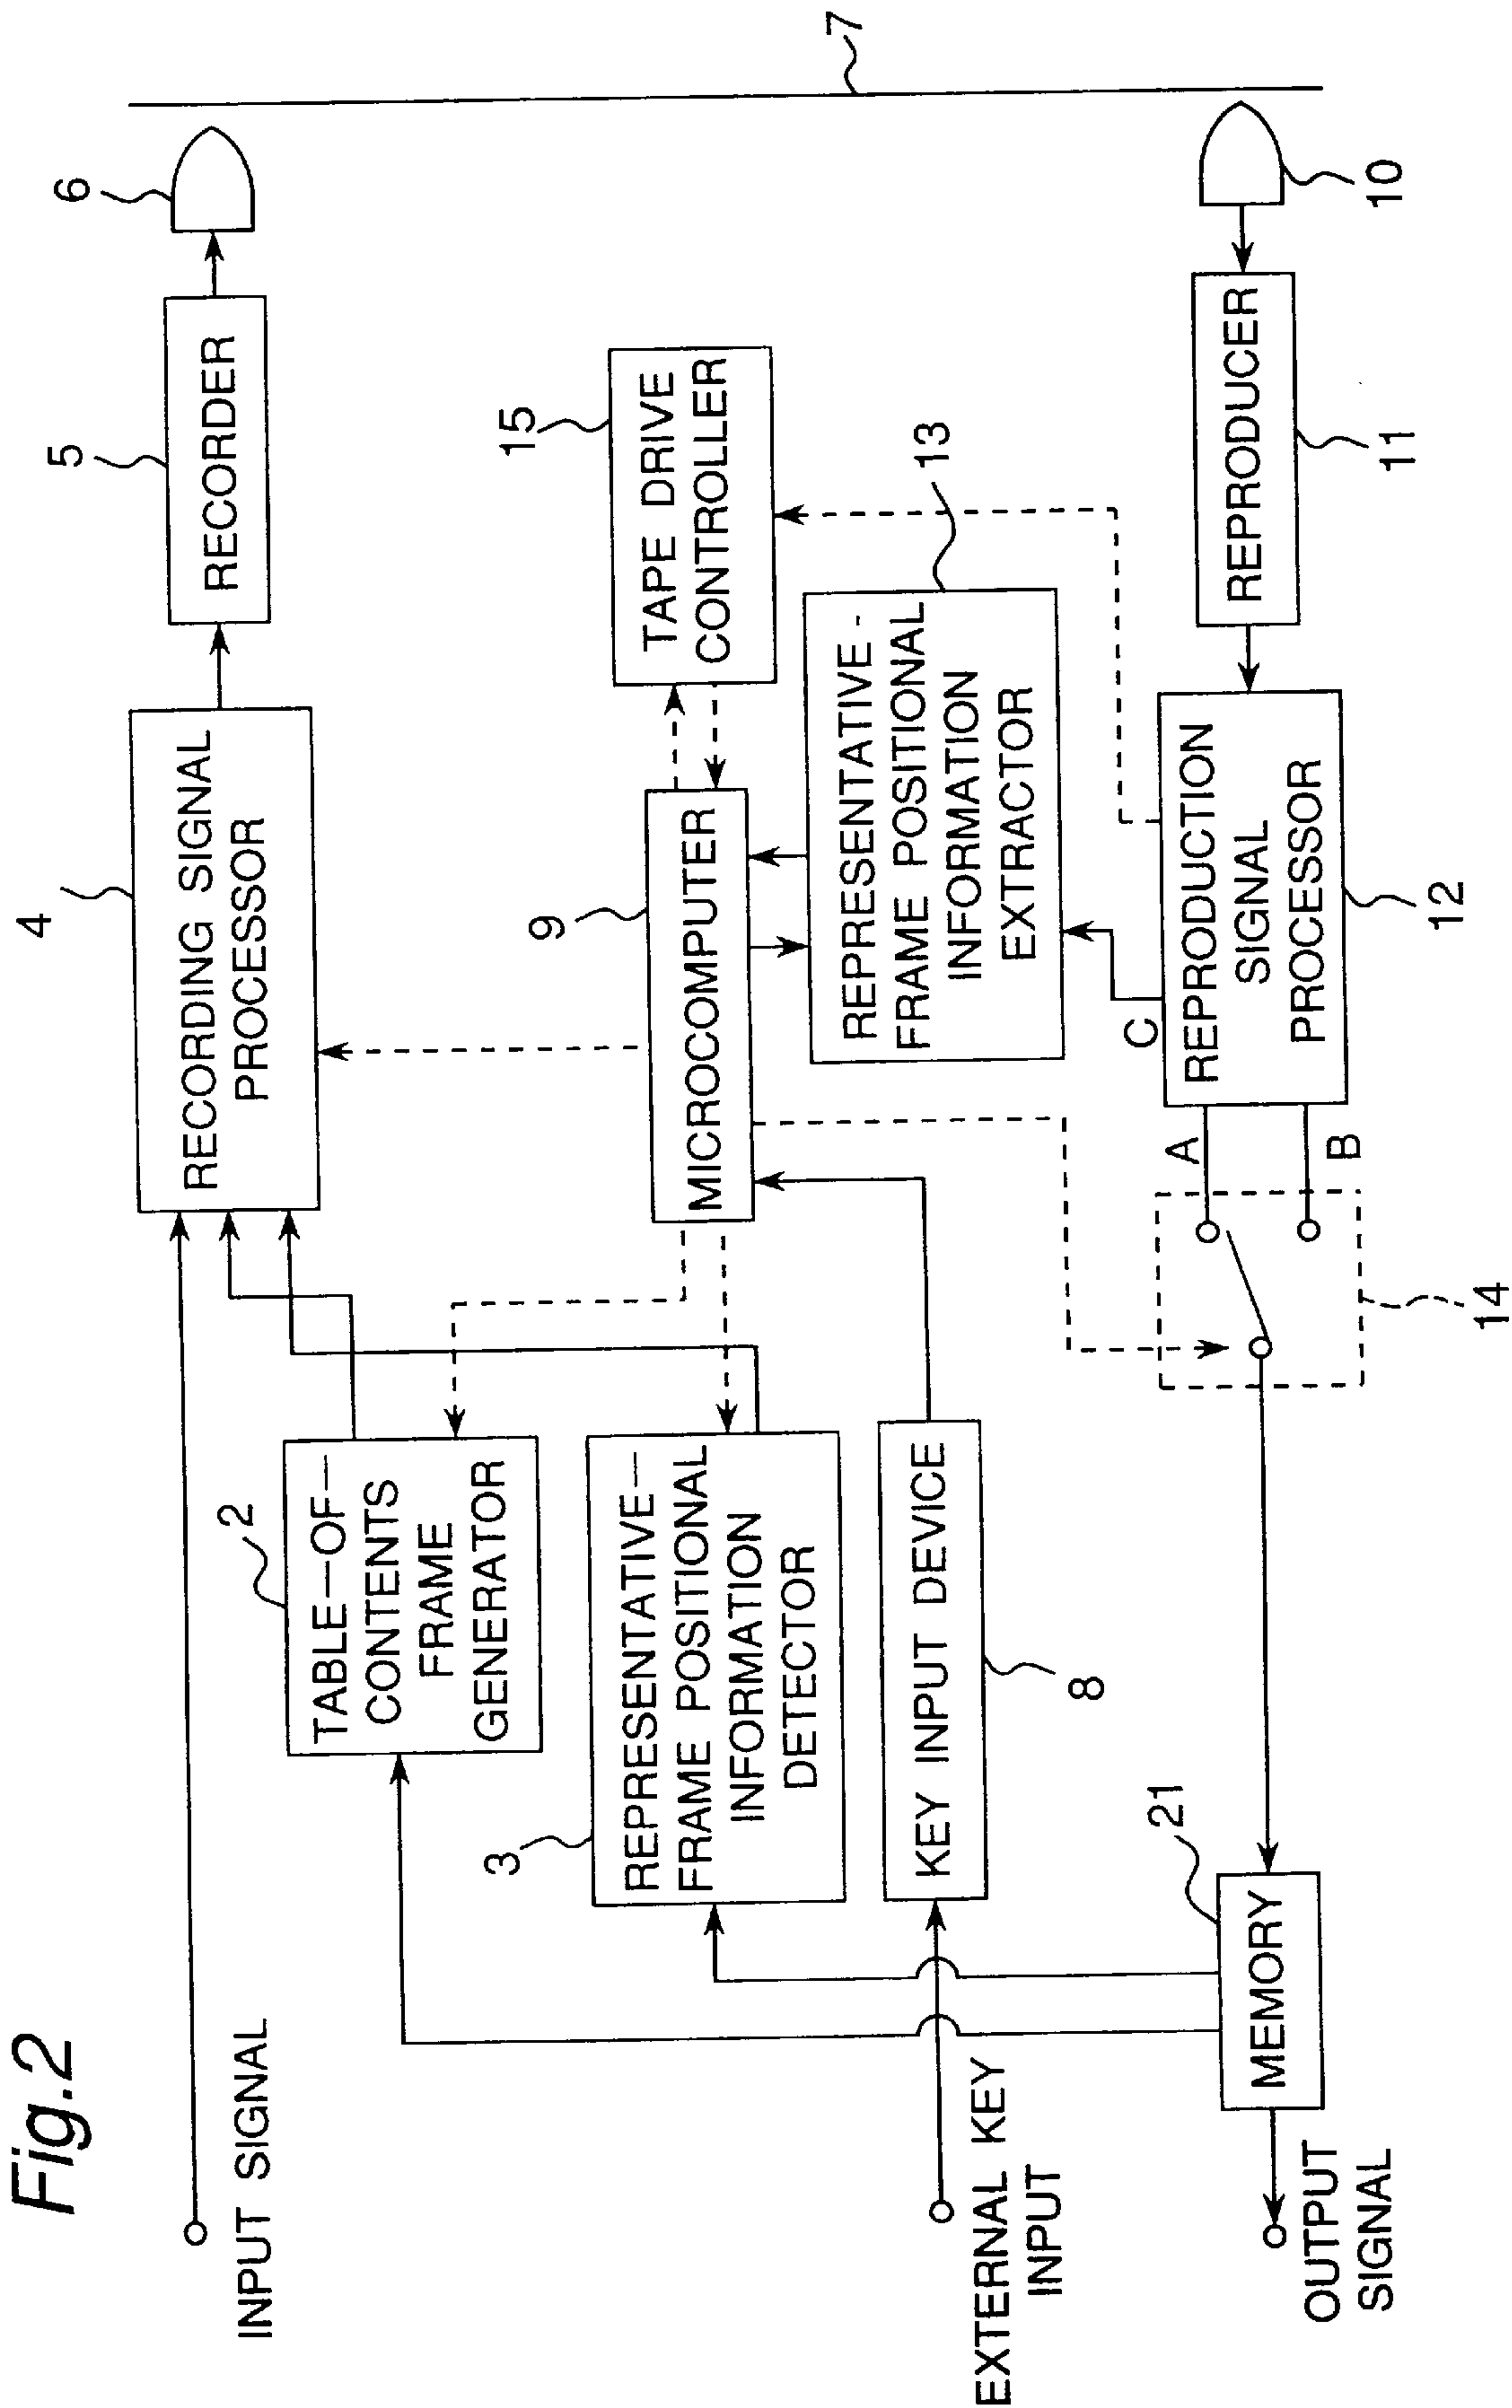 Fig.2
INPUT SIGNAL
4
RECORDING SIGNAL
PROCESSOR
5
RECORDER
6
7
2
TABLE—OF—
CONTENTS
FRAME
GENERATOR
3
REPRESENTATIVE—
FRAME POSITIONAL
INFORMATION
DETECTOR
9
MICROCOMPUTER
15
TAPE DRIVE
CONTROLLER
13
REPRESENTATIVE-
FRAME POSITIONAL
INFORMATION
EXTRACTOR
EXTERNAL KEY
INPUT
KEY INPUT DEVICE
8
OUTPUT
SIGNAL
21
MEMORY
14
A
B
C
REPRODUCTION
SIGNAL
PROCESSOR
12
REPRODUCER
11
10